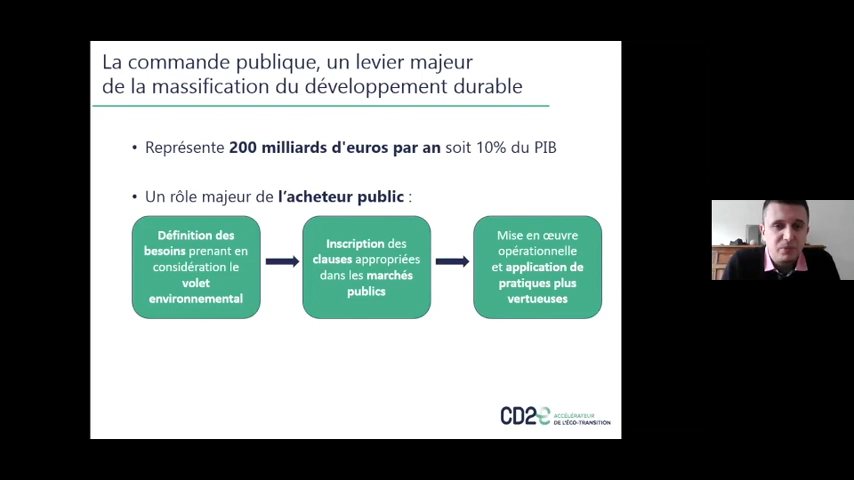 La commande publique, un levier majeur
de la massification du développement durable
• Représente 200 milliards d'euros par an soit 10% du PIB
• Un rôle majeur de l'acheteur public :
Définition des
besoins prenant en
considération le
volet
environnemental
Inscription des
clauses appropriées
dans les marchés
publics
Mise en œuvre
opérationnelle
et application de
pratiques plus
vertueuses
CD2e
ACCÉLÉRATEUR
DE L'ÉCO-TRANSITION